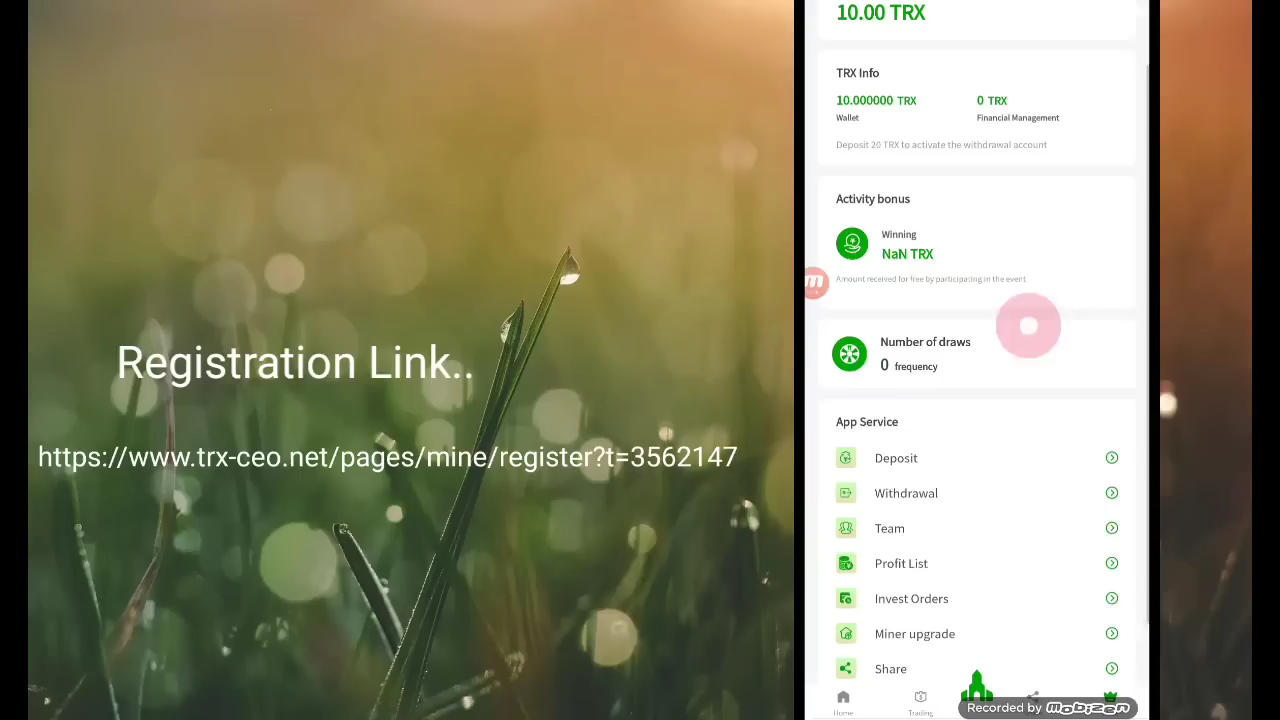 Registration Link..
https://www.trx-ceo.net/pages/mine/register?t=3562147
10.00 TRX
TRX Info
10.000000 TRX
0 TRX
Wallet
Financial Management
Deposit 20 TRX to activate the withdrawal account
Activity bonus
Winning
NaN TRX
Amount received for free by participating in the event
Number of draws
0 frequency
App Service
Deposit
Withdrawal
Team
Profit List
Invest Orders
Miner upgrade
Share
Home
Trading
Recorded by mobizen